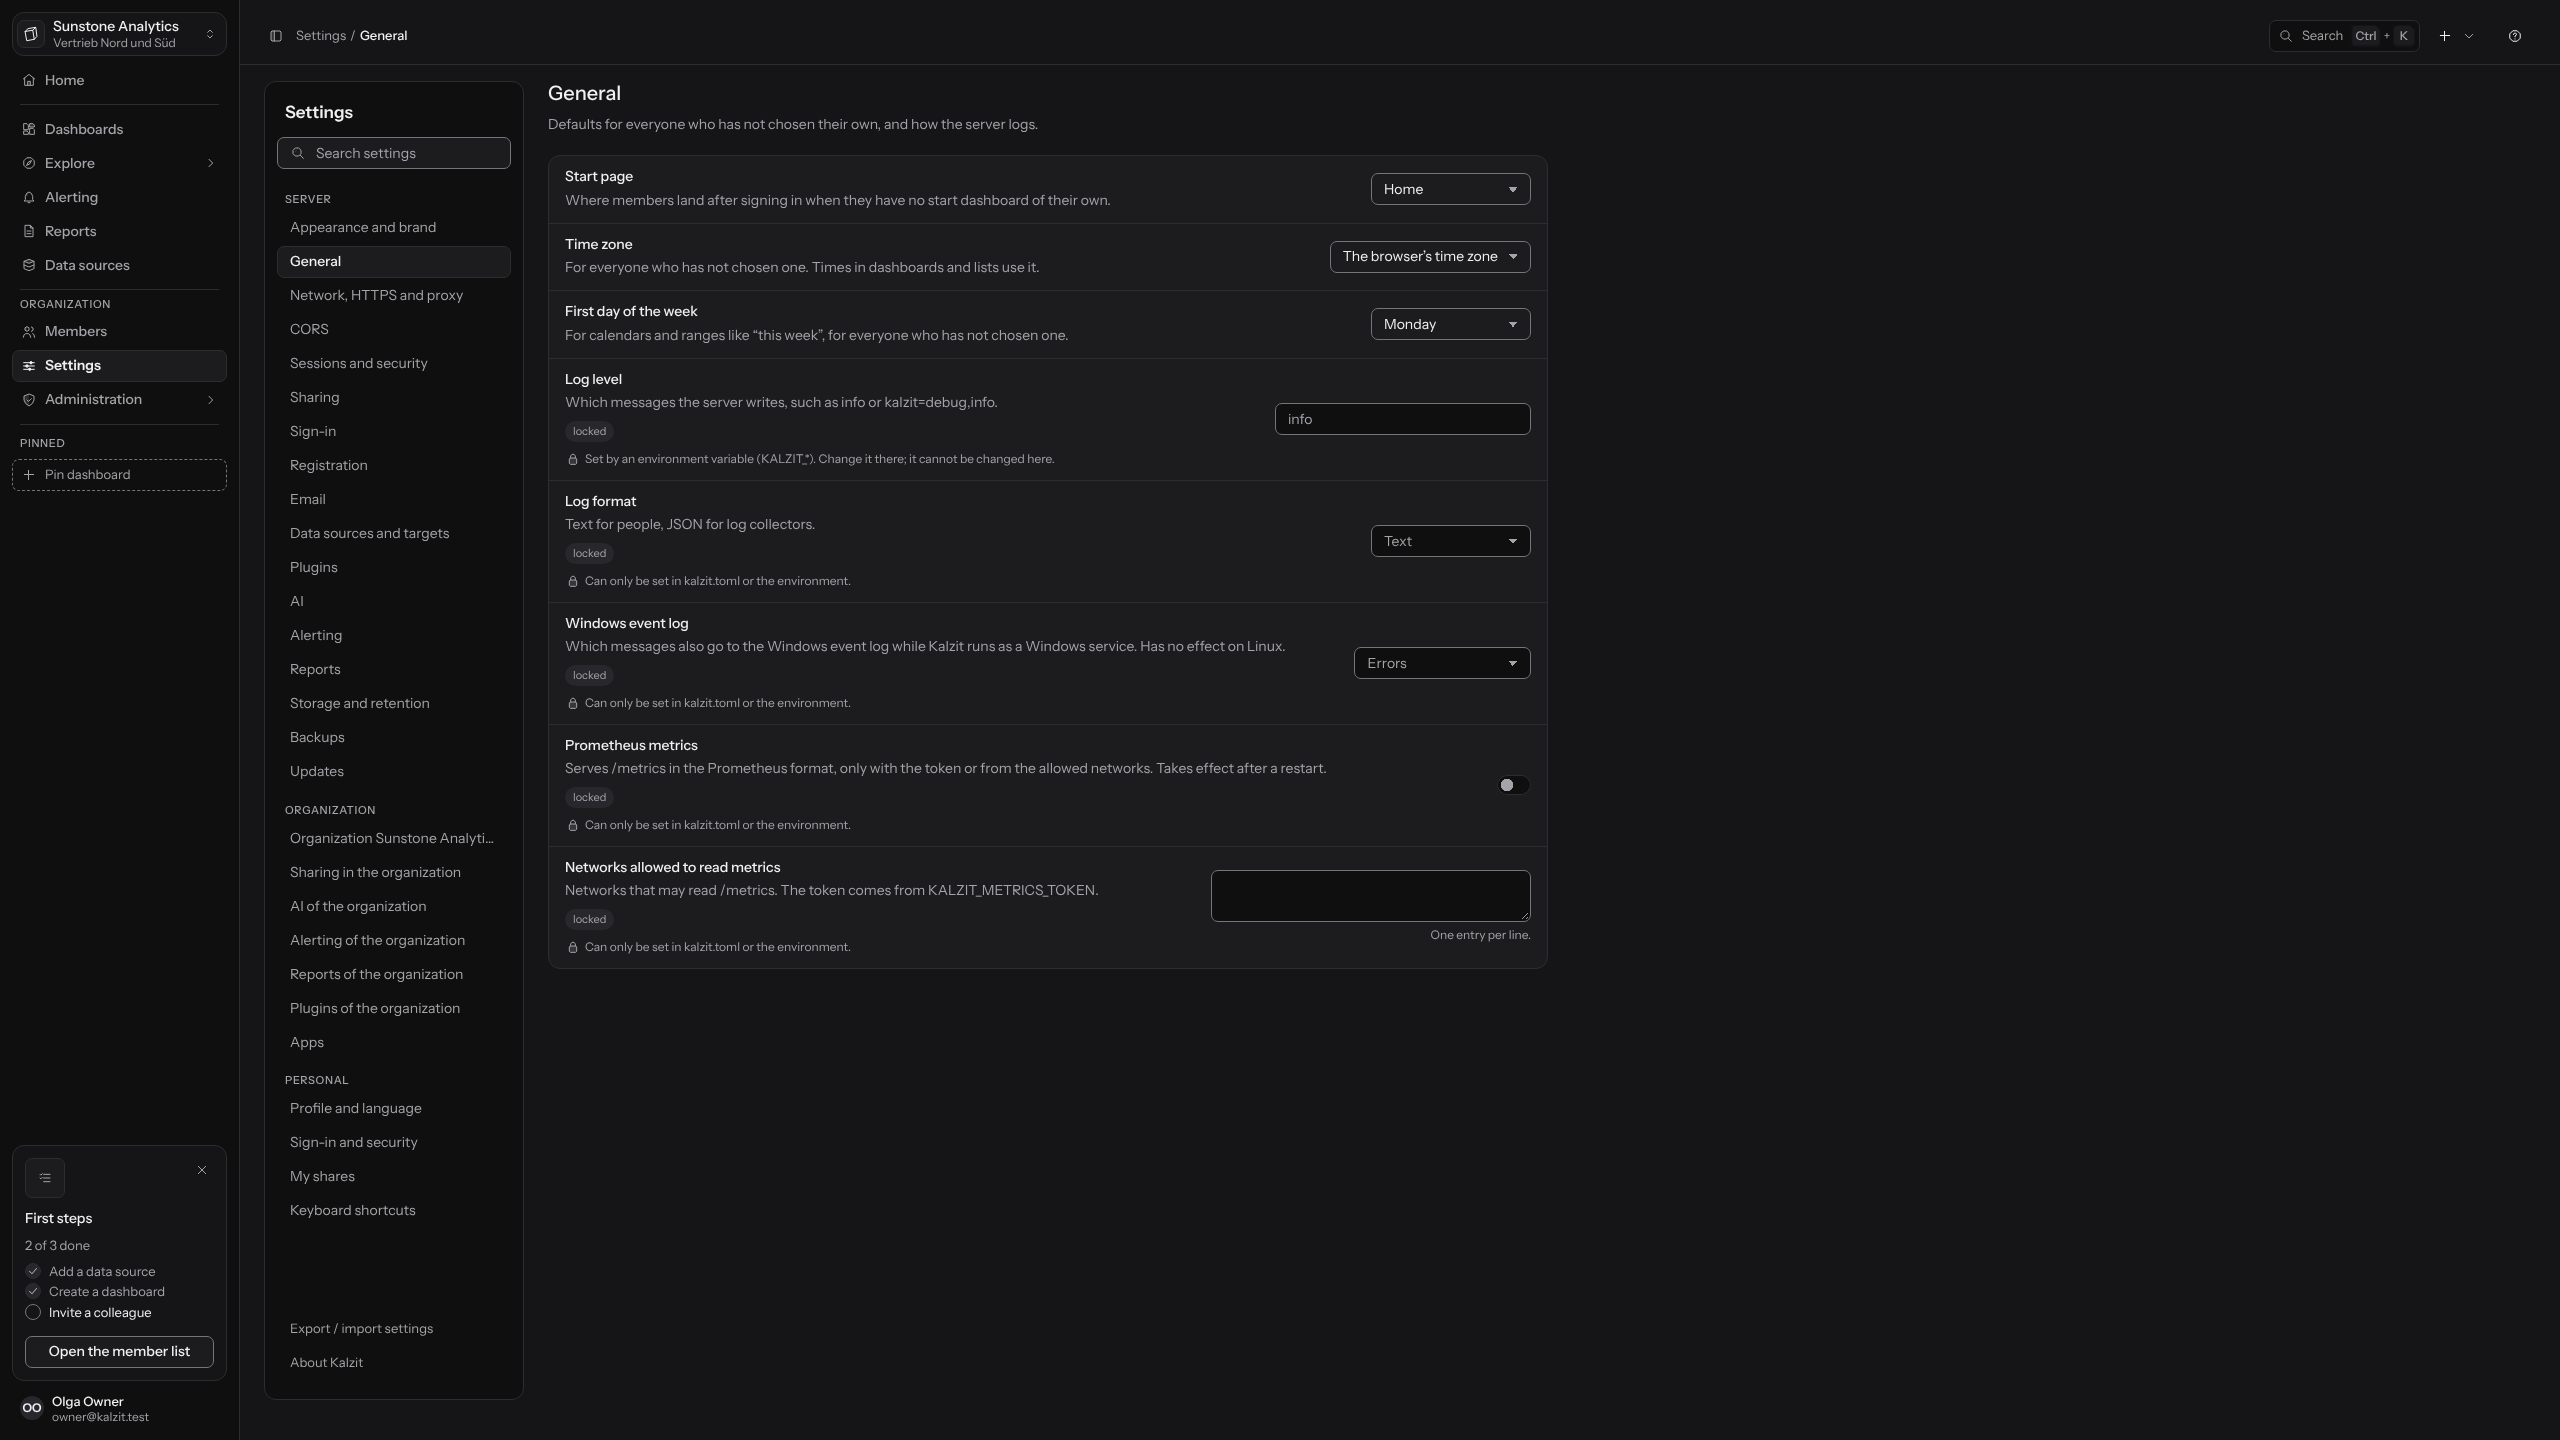 Sunstone Analytics
Vertrieb Nord und Süd
Home
Dashboards
Explore
Alerting
Reports
Data sources
ORGANIZATION
Members
Settings
Administration
PINNED
Pin dashboard
First steps
2 of 3 done
Add a data source
Create a dashboard
Invite a colleague
Open the member list
OO
Olga Owner
owner@kalzit.test
Settings / General
Search Ctrl + K
Settings
Search settings
SERVER
Appearance and brand
General
Network, HTTPS and proxy
CORS
Sessions and security
Sharing
Sign-in
Registration
Email
Data sources and targets
Plugins
AI
Alerting
Reports
Storage and retention
Backups
Updates
ORGANIZATION
Organization Sunstone Analyti...
Sharing in the organization
AI of the organization
Alerting of the organization
Reports of the organization
Plugins of the organization
Apps
PERSONAL
Profile and language
Sign-in and security
My shares
Keyboard shortcuts
Export / import settings
About Kalzit
General
Defaults for everyone who has not chosen their own, and how the server logs.
Start page
Where members land after signing in when they have no start dashboard of their own.
Home
Time zone
For everyone who has not chosen one. Times in dashboards and lists use it.
The browser's time zone
First day of the week
For calendars and ranges like “this week”, for everyone who has not chosen one.
Monday
Log level
Which messages the server writes, such as info or kalzit=debug,info.
locked
Set by an environment variable (KALZIT_*). Change it there; it cannot be changed here.
info
Log format
Text for people, JSON for log collectors.
locked
Can only be set in kalzit.toml or the environment.
Text
Windows event log
Which messages also go to the Windows event log while Kalzit runs as a Windows service. Has no effect on Linux.
locked
Can only be set in kalzit.toml or the environment.
Errors
Prometheus metrics
Serves /metrics in the Prometheus format, only with the token or from the allowed networks. Takes effect after a restart.
locked
Can only be set in kalzit.toml or the environment.
Networks allowed to read metrics
Networks that may read /metrics. The token comes from KALZIT_METRICS_TOKEN.
locked
Can only be set in kalzit.toml or the environment.
One entry per line.